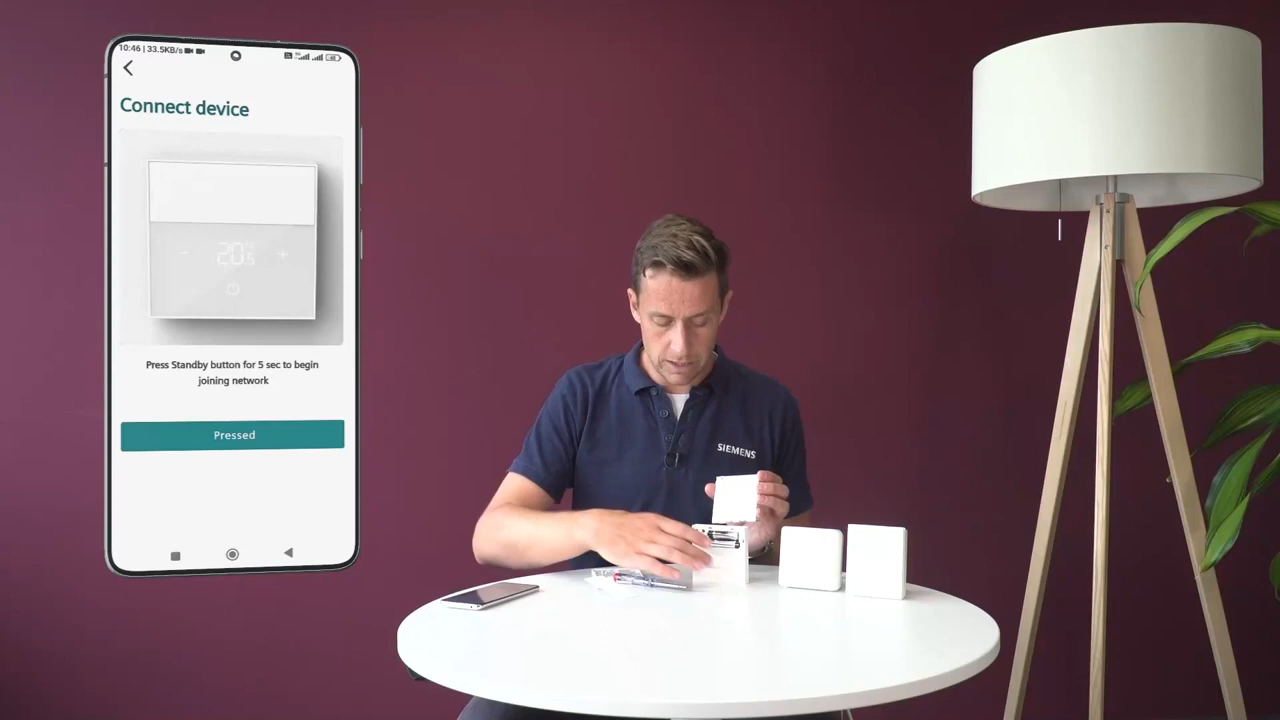 10:46 | 33.5KB/s
Connect device
20.5
Press Standby button for 5 sec to begin
joining network
Pressed
SIEMENS